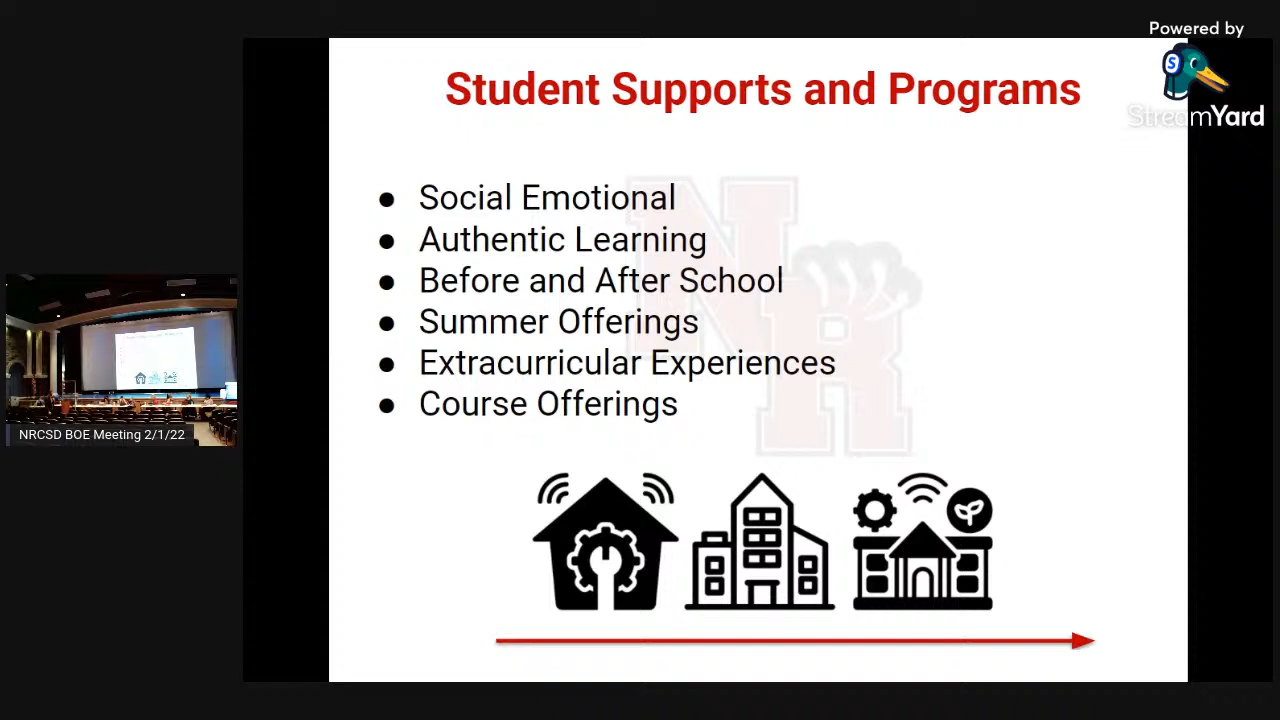 Powered by
StreamYard
Student Supports and Programs
● Social Emotional
● Authentic Learning
● Before and After School
● Summer Offerings
● Extracurricular Experiences
● Course Offerings
NR
S
NRCSD BOE Meeting 2/1/22